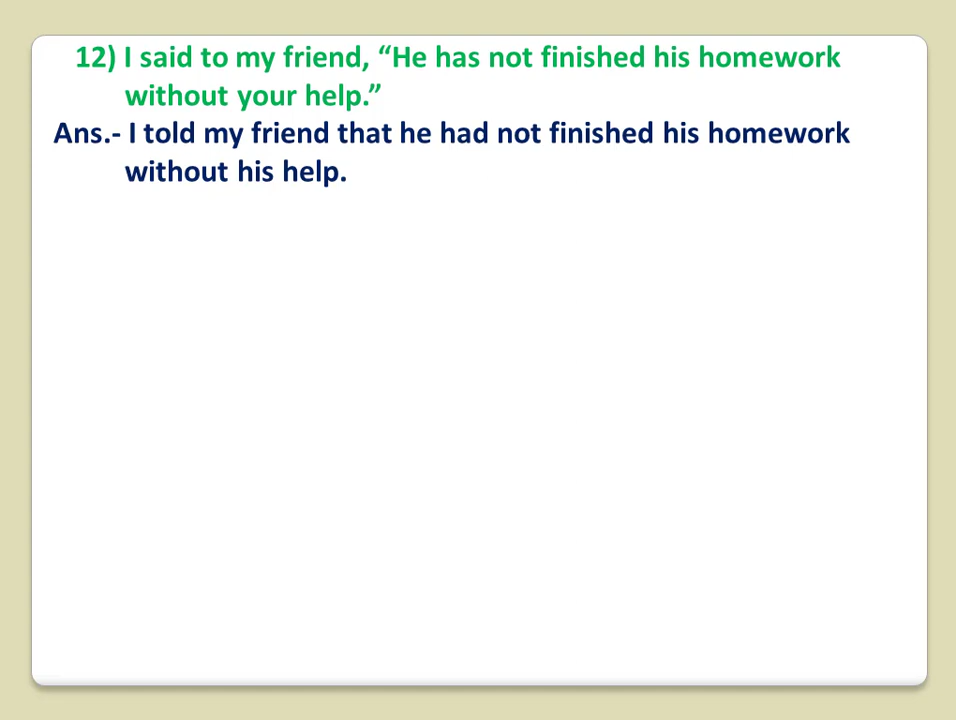 12) I said to my friend, “He has not finished his homework
without your help.”
Ans.- I told my friend that he had not finished his homework
without his help.